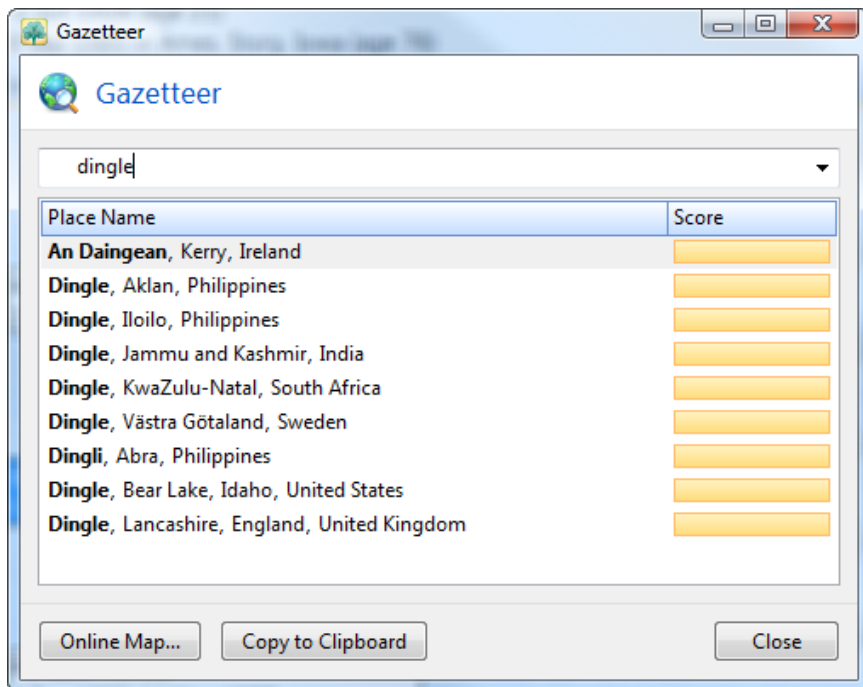 Gazetteer
Gazetteer
dingle
Place Name Score
An Daingean, Kerry, Ireland
Dingle, Aklan, Philippines
Dingle, Iloilo, Philippines
Dingle, Jammu and Kashmir, India
Dingle, KwaZulu-Natal, South Africa
Dingle, Västra Götaland, Sweden
Dingli, Abra, Philippines
Dingle, Bear Lake, Idaho, United States
Dingle, Lancashire, England, United Kingdom
Online Map... Copy to Clipboard Close